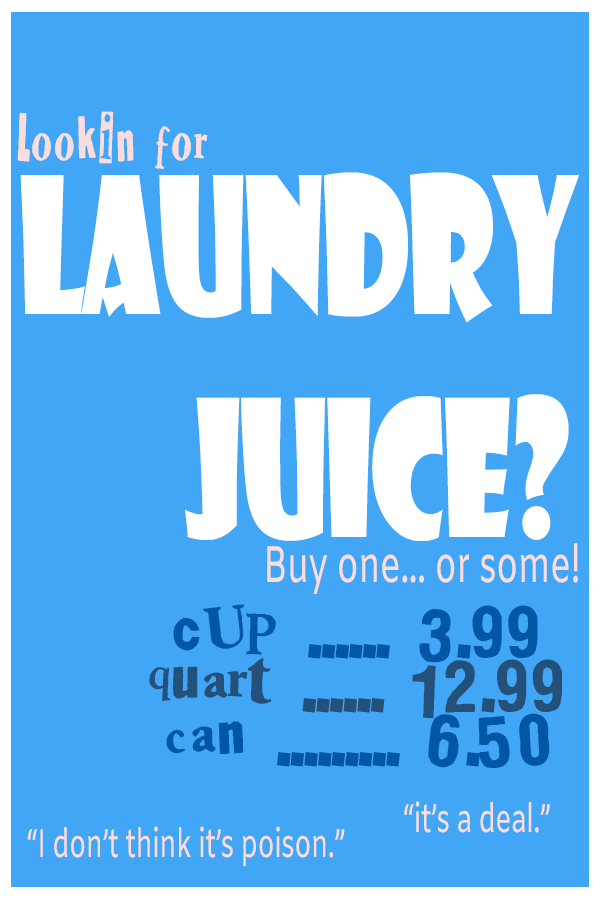 Lookin for
LAUNDRY
JUICE?
Buy one... or some!
cUP ...... 3.99
quart ...... 12.99
can ......... 6.50
“it’s a deal.”
“I don’t think it’s poison.”